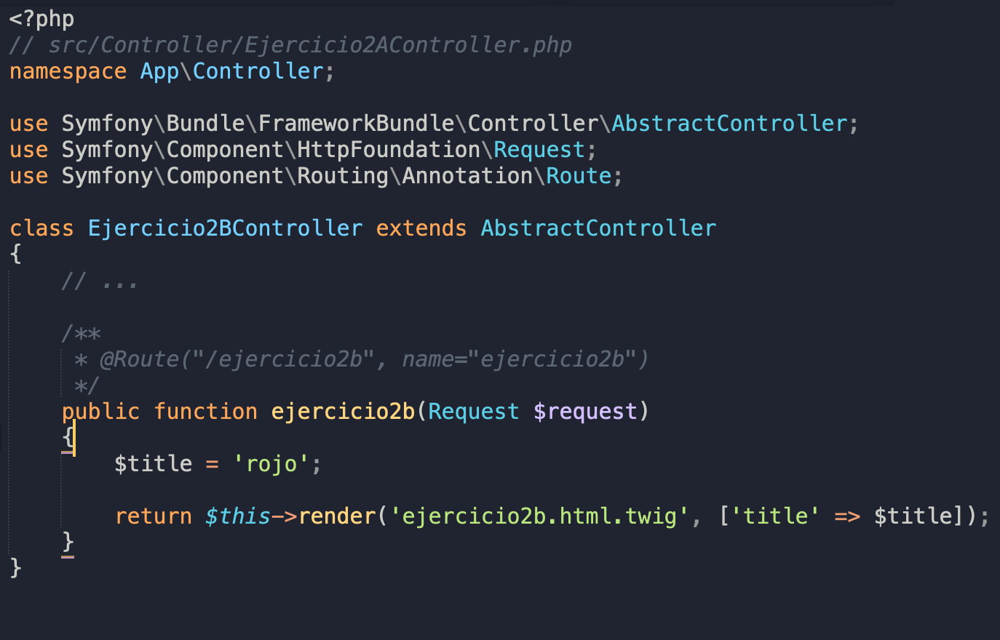 <?php
// src/Controller/Ejercicio2AController.php
namespace App\Controller;
use Symfony\Bundle\FrameworkBundle\Controller\AbstractController;
use Symfony\Component\HttpFoundation\Request;
use Symfony\Component\Routing\Annotation\Route;
class Ejercicio2BController extends AbstractController
{
    // ...
    /**
     * @Route("/ejercicio2b", name="ejercicio2b")
     */
    public function ejercicio2b(Request $request)
    {
        $title = 'rojo';
        return $this->render('ejercicio2b.html.twig', ['title' => $title]);
    }
}